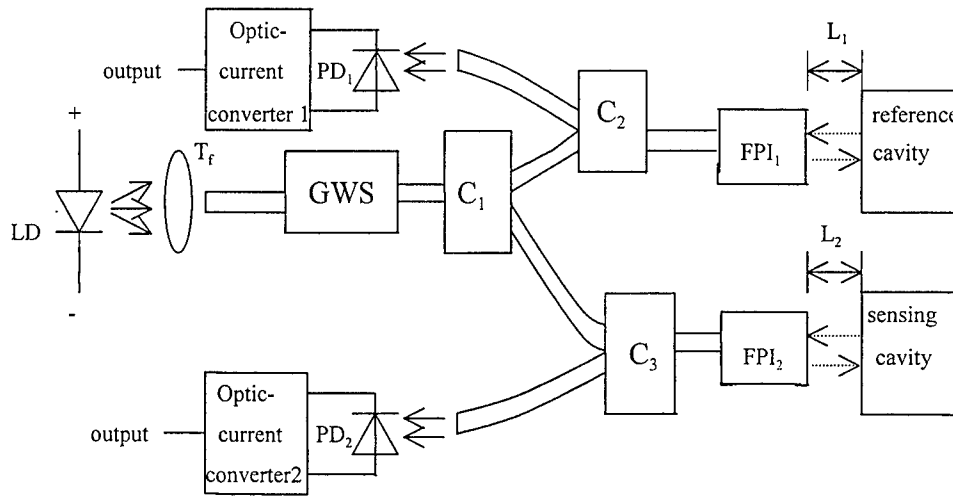 Optic-
current
converter 1
output
PD₁
C₂
FPI₁
L₁
reference
cavity
+
LD
-
T_f
GWS
C₁
L₂
sensing
cavity
C₃
FPI₂
Optic-
current
converter2
output
PD₂